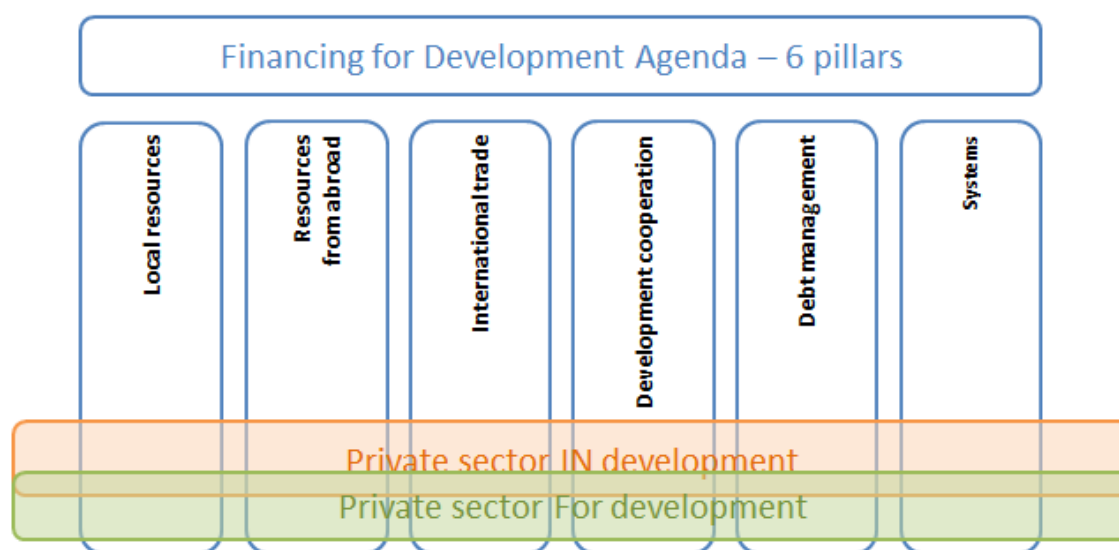 Financing for Development Agenda – 6 pillars
Local resources
Resources
from abroad
International trade
Development cooperation
Debt management
Systems
Private sector IN development
Private sector For development